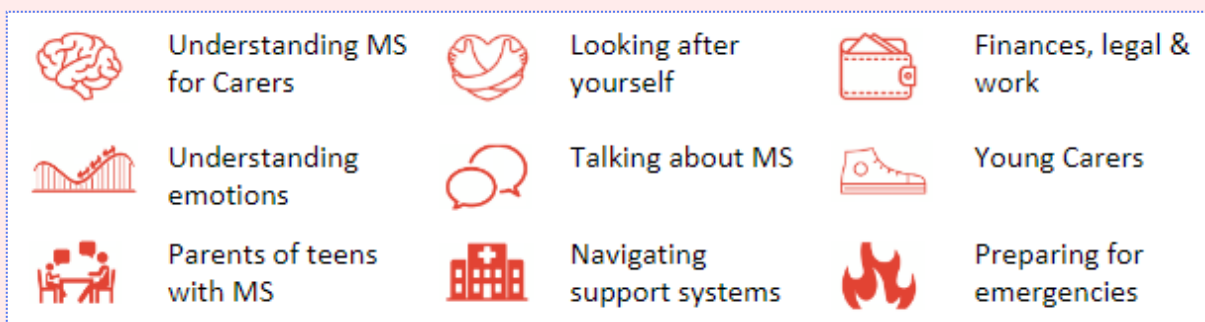 Understanding MS
for Carers
Looking after
yourself
Finances, legal &
work
Understanding
emotions
Talking about MS
Young Carers
Parents of teens
with MS
Navigating
support systems
Preparing for
emergencies